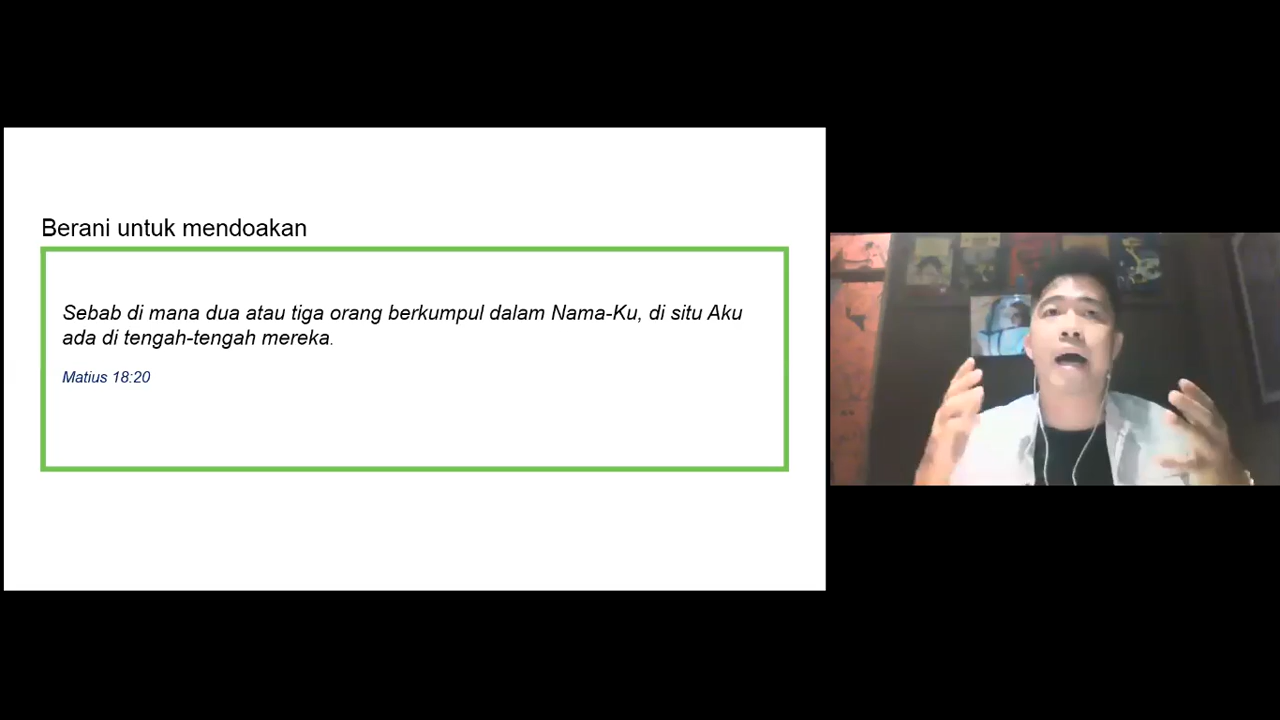 Berani untuk mendoakan
Sebab di mana dua atau tiga orang berkumpul dalam Nama-Ku, di situ Aku
ada di tengah-tengah mereka.
Matius 18:20